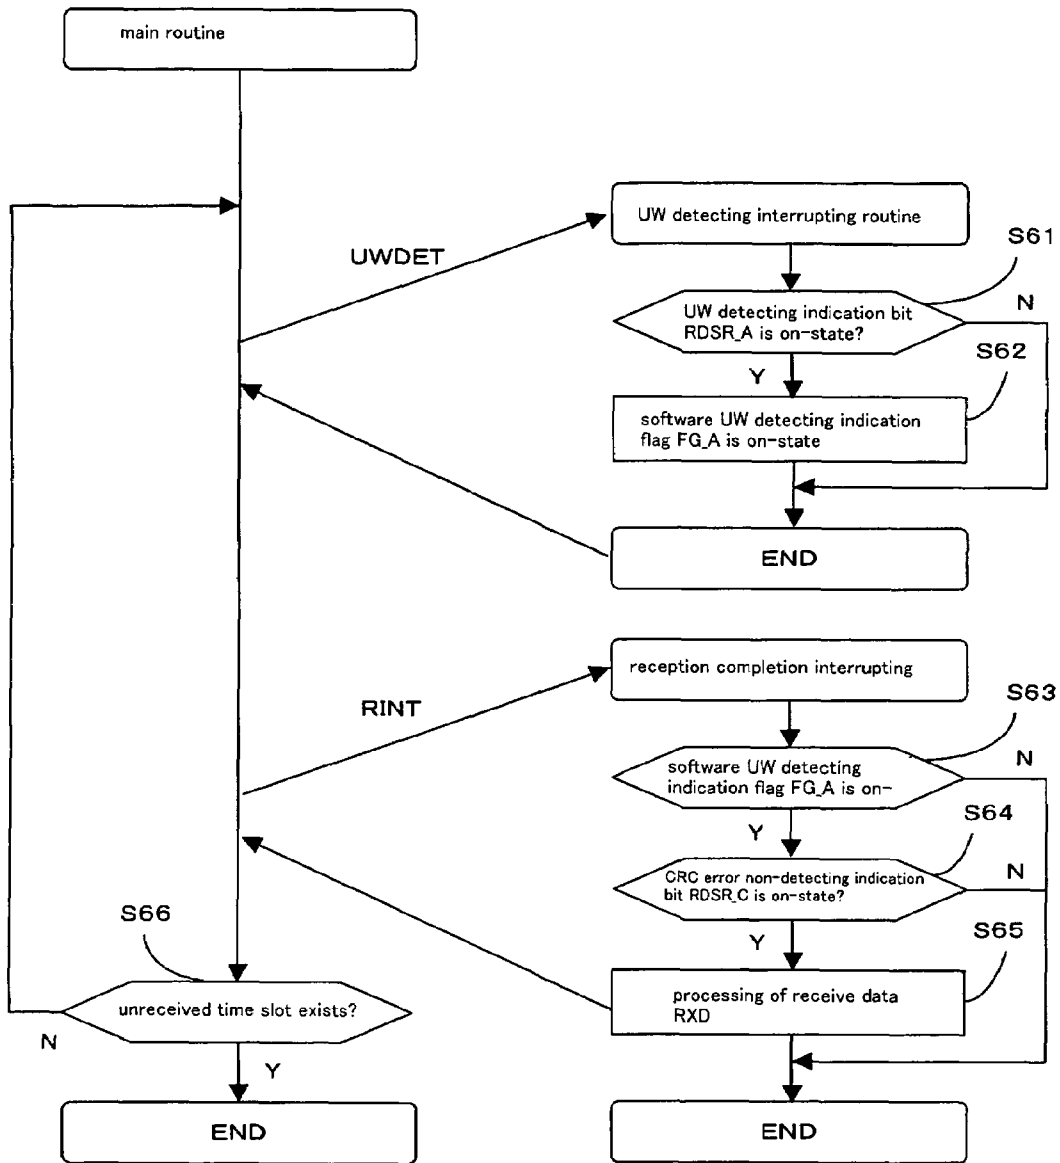 main routine
UW detecting interrupting routine
UWDET
S61
UW detecting indication bit
RDSR_A is on-state?
N
S62
Y
software UW detecting indication
flag FG_A is on-state
END
reception completion interrupting
RINT
S63
software UW detecting
indication flag FG_A is on-
N
Y
S64
CRC error non-detecting indication
bit RDSR_C is on-state?
N
Y
S65
processing of receive data
RXD
S66
unreceived time slot exists?
N
Y
END
END